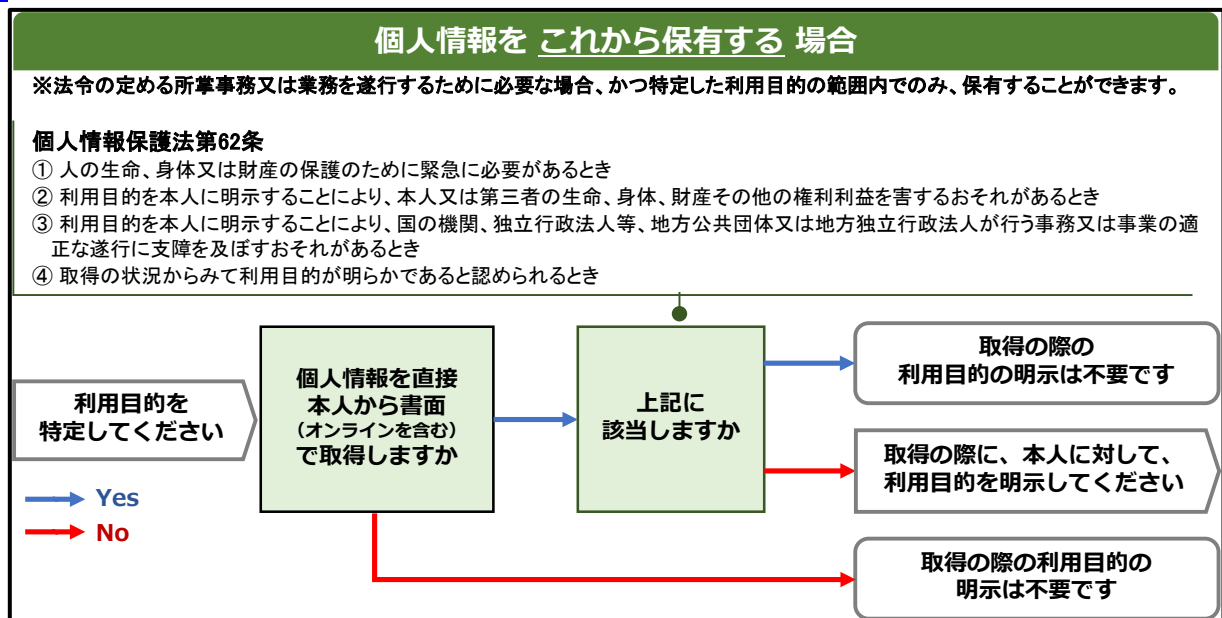 個人情報を これから保有する 場合
※法令の定める所掌事務又は業務を遂行するために必要な場合、かつ特定した利用目的の範囲内でのみ、保有することができます。
個人情報保護法第62条
① 人の生命、身体又は財産の保護のために緊急に必要があるとき
② 利用目的を本人に明示することにより、本人又は第三者の生命、身体、財産その他の権利利益を害するおそれがあるとき
③ 利用目的を本人に明示することにより、国の機関、独立行政法人等、地方公共団体又は地方独立行政法人が行う事務又は事業の適
正な遂行に支障を及ぼすおそれがあるとき
④ 取得の状況からみて利用目的が明らかであると認められるとき
利用目的を
特定してください
個人情報を直接
本人から書面
（オンラインを含む）
で取得しますか
上記に
該当しますか
取得の際の
利用目的の明示は不要です
取得の際に、本人に対して、
利用目的を明示してください
取得の際の利用目的の
明示は不要です
Yes
No